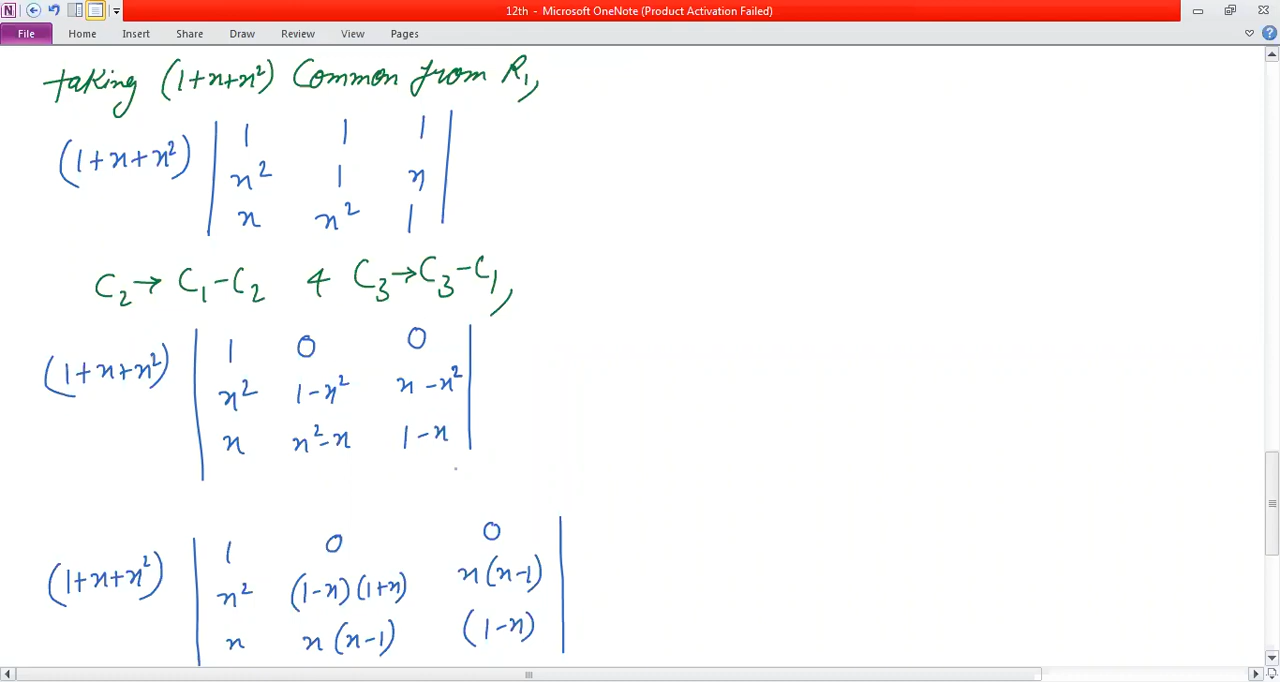 12th - Microsoft OneNote (Product Activation Failed)
File Home Insert Share Draw Review View Pages
taking (1+x+x²) Common from R₁,
(1+x+x²) | 1 1 1 |
| x² 1 x |
| x x² 1 |
C₂→ C₁-C₂ & C₃→C₃-C₁,
(1+x+x²) | 1 0 0 |
| x² 1-x² x-x² |
| x x²-x 1-x |
(1+x+x²) | 1 0 0 |
| x² (1-x)(1+x) x(x-1) |
| x x(x-1) (1-x) |